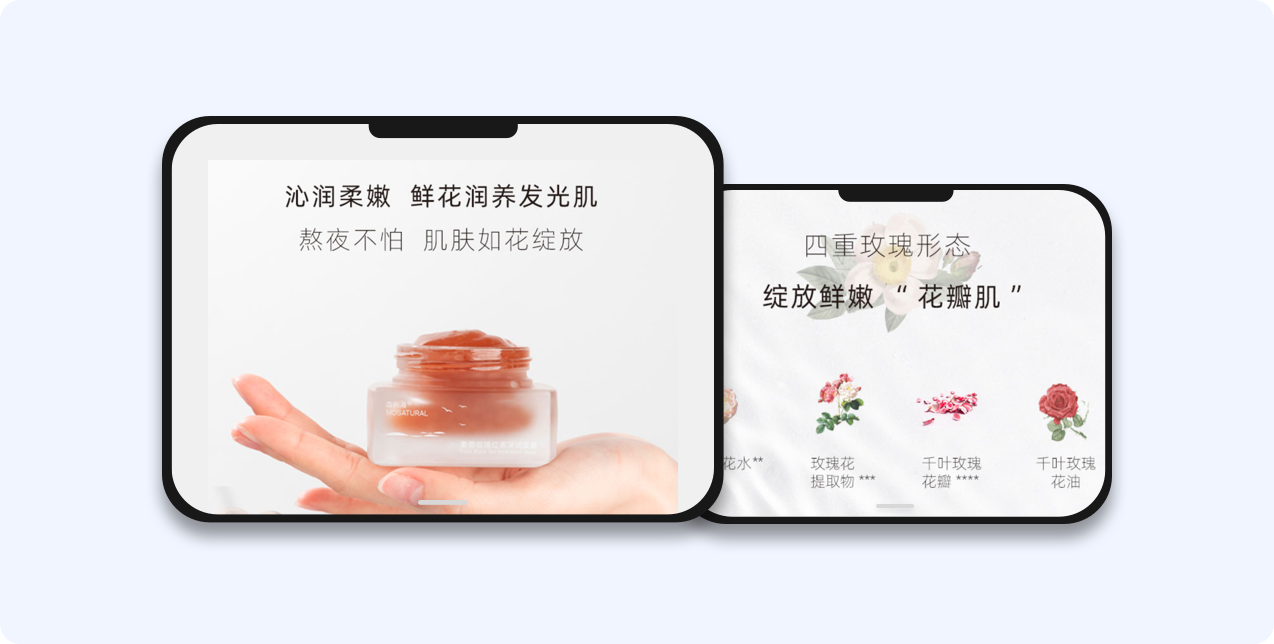 沁润柔嫩 鲜花润养发光肌
熬夜不怕 肌肤如花绽放
四重玫瑰形态
绽放鲜嫩 “ 花瓣肌 ”
花水**
玫瑰花
提取物 ***
千叶玫瑰
花瓣 ****
千叶玫瑰
花油